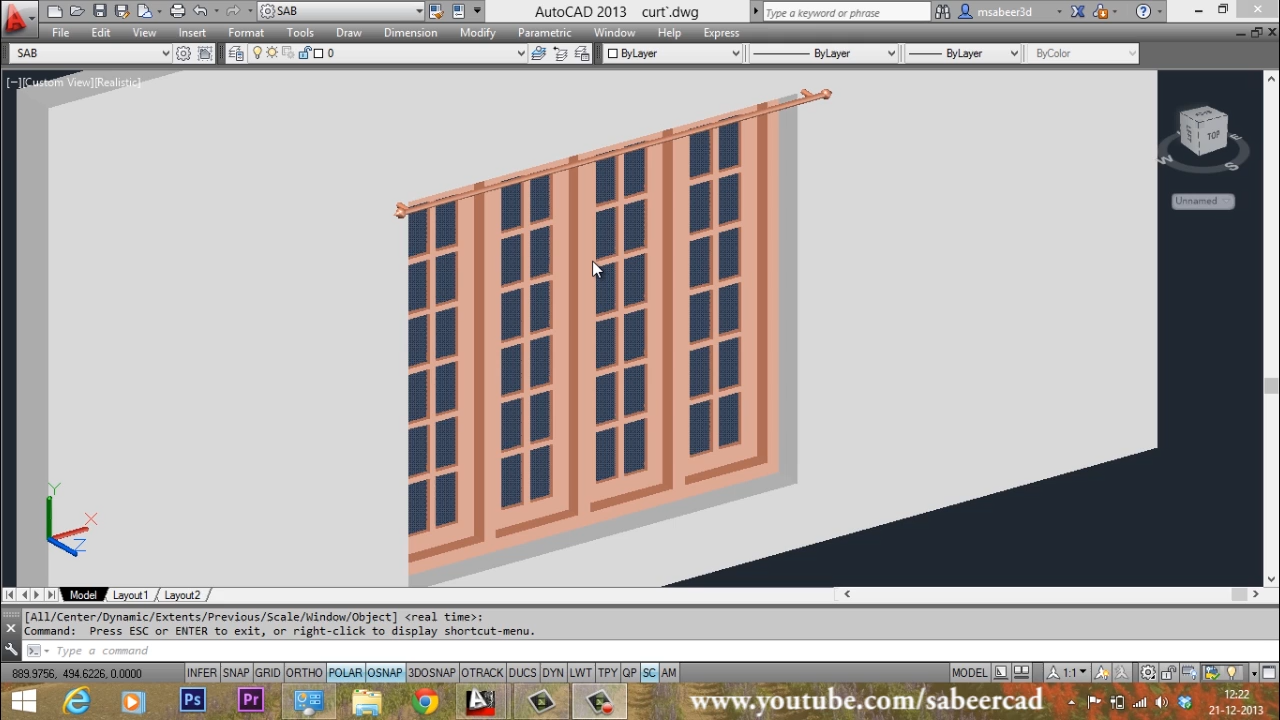 SAB
AutoCAD 2013 curt`.dwg
Type a keyword or phrase
msabeer3d
File Edit View Insert Format Tools Draw Dimension Modify Parametric Window Help Express
SAB
0
ByLayer
ByLayer
ByLayer
ByColor
[−][Custom View][Realistic]
TOP
W
E
S
Unnamed
Y
X
Z
Model Layout1 Layout2
[All/Center/Dynamic/Extents/Previous/Scale/Window/Object] <real time>:
Command: Press ESC or ENTER to exit, or right-click to display shortcut-menu.
Type a command
889.9756, 494.6226, 0.0000
INFER SNAP GRID ORTHO POLAR OSNAP 3DOSNAP OTRACK DUCS DYN LWT TPY QP SC AM
MODEL
1:1
Ps
Pr
www.youtube.com/sabeercad
12:22
21-12-2013